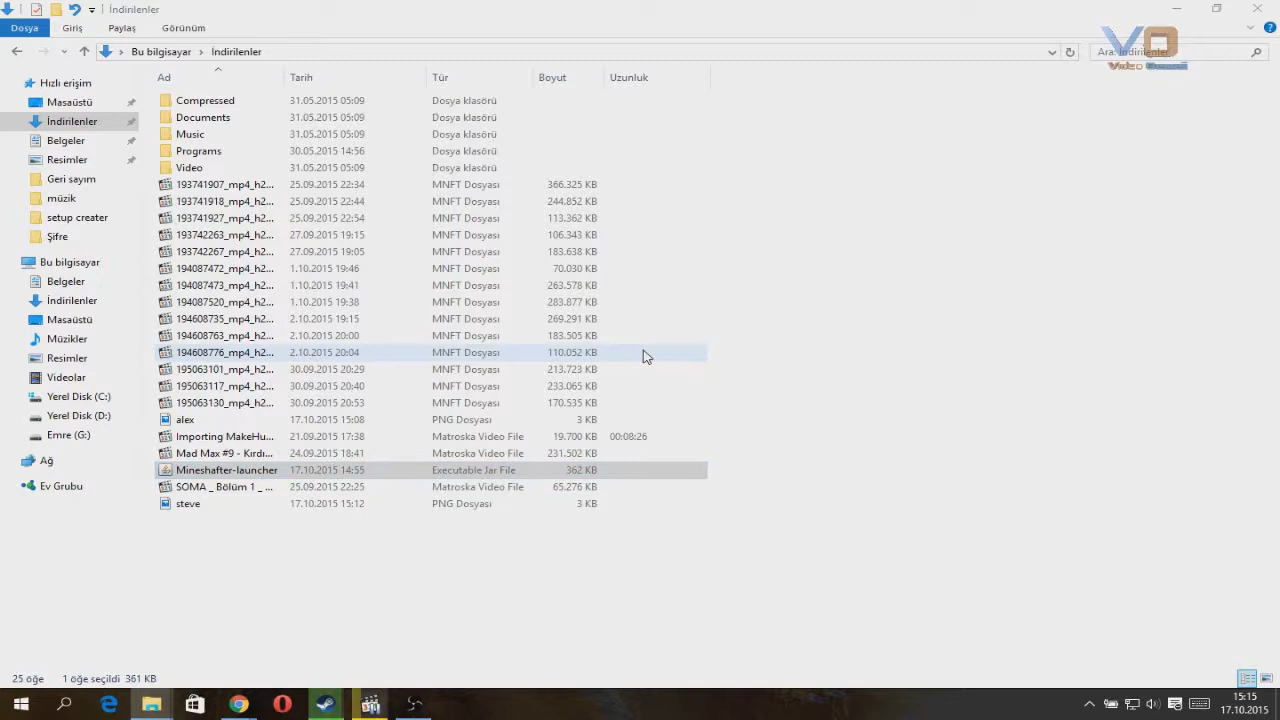 İndirilenler
Dosya Giriş Paylaş Görünüm
Bu bilgisayar İndirilenler
Ara: İndirilenler
VO
Ad Tarih Tür Boyut Uzunluk
Hızlı erişim
Masaüstü
İndirilenler
Belgeler
Resimler
Geri sayım
müzik
setup creater
Şifre
Bu bilgisayar
Belgeler
İndirilenler
Masaüstü
Müzikler
Resimler
Videolar
Yerel Disk (C:)
Yerel Disk (D:)
Emre (G:)
Ağ
Ev Grubu
Compressed 31.05.2015 05:09 Dosya klasörü
Documents 31.05.2015 05:09 Dosya klasörü
Music 31.05.2015 05:09 Dosya klasörü
Programs 30.05.2015 14:56 Dosya klasörü
Video 31.05.2015 05:09 Dosya klasörü
193741907_mp4_h2... 25.09.2015 22:34 MNFT Dosyası 366.325 KB
193741918_mp4_h2... 25.09.2015 22:44 MNFT Dosyası 244.852 KB
193741927_mp4_h2... 25.09.2015 22:54 MNFT Dosyası 113.362 KB
193742263_mp4_h2... 27.09.2015 19:15 MNFT Dosyası 106.343 KB
193742267_mp4_h2... 27.09.2015 19:05 MNFT Dosyası 183.638 KB
194087472_mp4_h2... 1.10.2015 19:46 MNFT Dosyası 70.030 KB
194087473_mp4_h2... 1.10.2015 19:41 MNFT Dosyası 263.578 KB
194087520_mp4_h2... 1.10.2015 19:38 MNFT Dosyası 283.877 KB
194608735_mp4_h2... 2.10.2015 19:15 MNFT Dosyası 269.291 KB
194608763_mp4_h2... 2.10.2015 20:00 MNFT Dosyası 183.505 KB
194608776_mp4_h2... 2.10.2015 20:04 MNFT Dosyası 110.052 KB
195063101_mp4_h2... 30.09.2015 20:29 MNFT Dosyası 213.723 KB
195063117_mp4_h2... 30.09.2015 20:40 MNFT Dosyası 233.065 KB
195063130_mp4_h2... 30.09.2015 20:53 MNFT Dosyası 170.535 KB
alex 17.10.2015 15:08 PNG Dosyası 3 KB
Importing MakeHu... 21.09.2015 17:38 Matroska Video File 19.700 KB 00:08:26
Mad Max #9 - Kırdı... 24.09.2015 18:41 Matroska Video File 231.502 KB
Mineshafter-launcher 17.10.2015 14:55 Executable Jar File 362 KB
SOMA _ Bölüm 1 _ ... 25.09.2015 22:25 Matroska Video File 65.276 KB
steve 17.10.2015 15:12 PNG Dosyası 3 KB
25 öğe 1 öğe seçildi 361 KB
15:15
17.10.2015